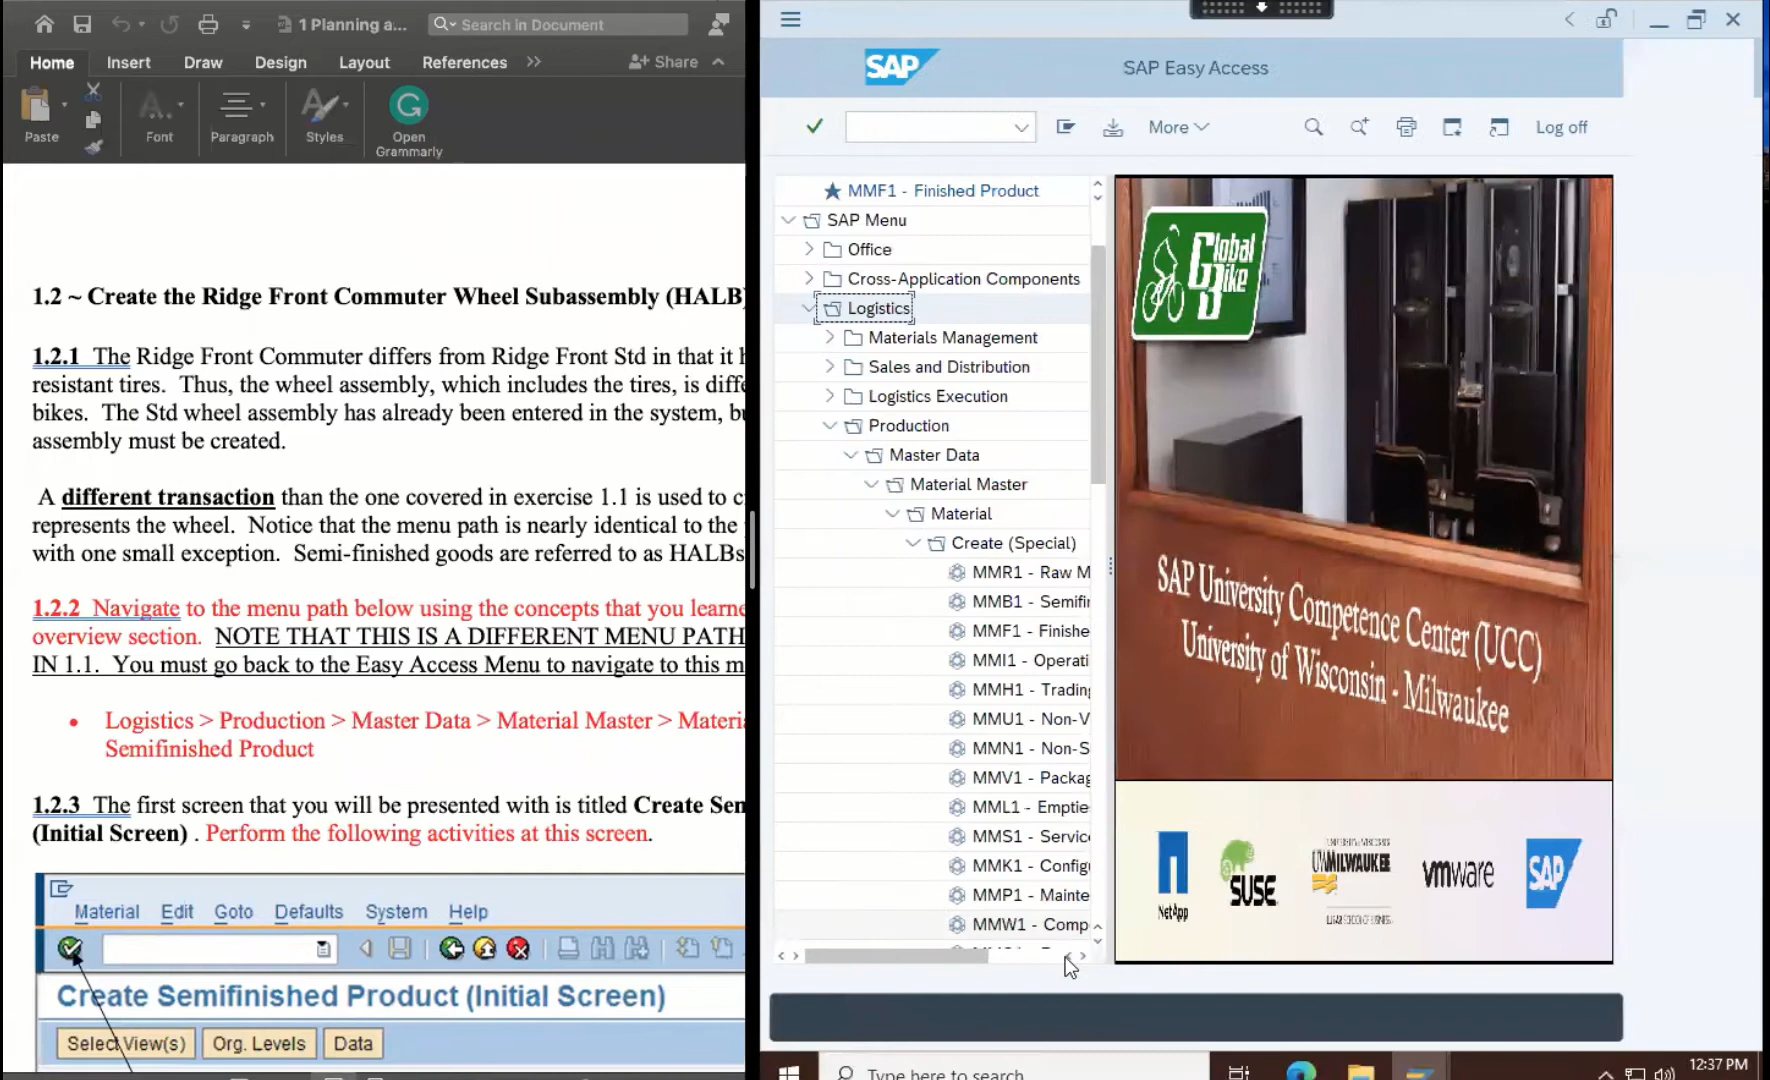 1 Planning a...
Search in Document
Home
Insert
Draw
Design
Layout
References
Share
Paste
Font
Paragraph
Styles
Open
Grammarly
1.2 ~ Create the Ridge Front Commuter Wheel Subassembly (HALB)
1.2.1 The Ridge Front Commuter differs from Ridge Front Std in that it h
resistant tires. Thus, the wheel assembly, which includes the tires, is diffe
bikes. The Std wheel assembly has already been entered in the system, bu
assembly must be created.
A different transaction than the one covered in exercise 1.1 is used to c
represents the wheel. Notice that the menu path is nearly identical to the
with one small exception. Semi-finished goods are referred to as HALBs
1.2.2 Navigate to the menu path below using the concepts that you learne
overview section. NOTE THAT THIS IS A DIFFERENT MENU PATH
IN 1.1. You must go back to the Easy Access Menu to navigate to this m
• Logistics > Production > Master Data > Material Master > Materia
Semifinished Product
1.2.3 The first screen that you will be presented with is titled Create Sem
(Initial Screen) . Perform the following activities at this screen.
Material Edit Goto Defaults System Help
Create Semifinished Product (Initial Screen)
Select View(s)
Org. Levels
Data
SAP
SAP Easy Access
More
Log off
MMF1 - Finished Product
SAP Menu
Office
Cross-Application Components
Logistics
Materials Management
Sales and Distribution
Logistics Execution
Production
Master Data
Material Master
Material
Create (Special)
MMR1 - Raw M
MMB1 - Semifin
MMF1 - Finishe
MMI1 - Operati
MMH1 - Trading
MMU1 - Non-V
MMN1 - Non-S
MMV1 - Packag
MML1 - Emptie
MMS1 - Service
MMK1 - Config
MMP1 - Mainte
MMW1 - Comp
Global
Bike
SAP University Competence Center (UCC)
University of Wisconsin - Milwaukee
NetApp
SUSE
UWMILWAUKEE
vmware
SAP
Type here to search
12:37 PM